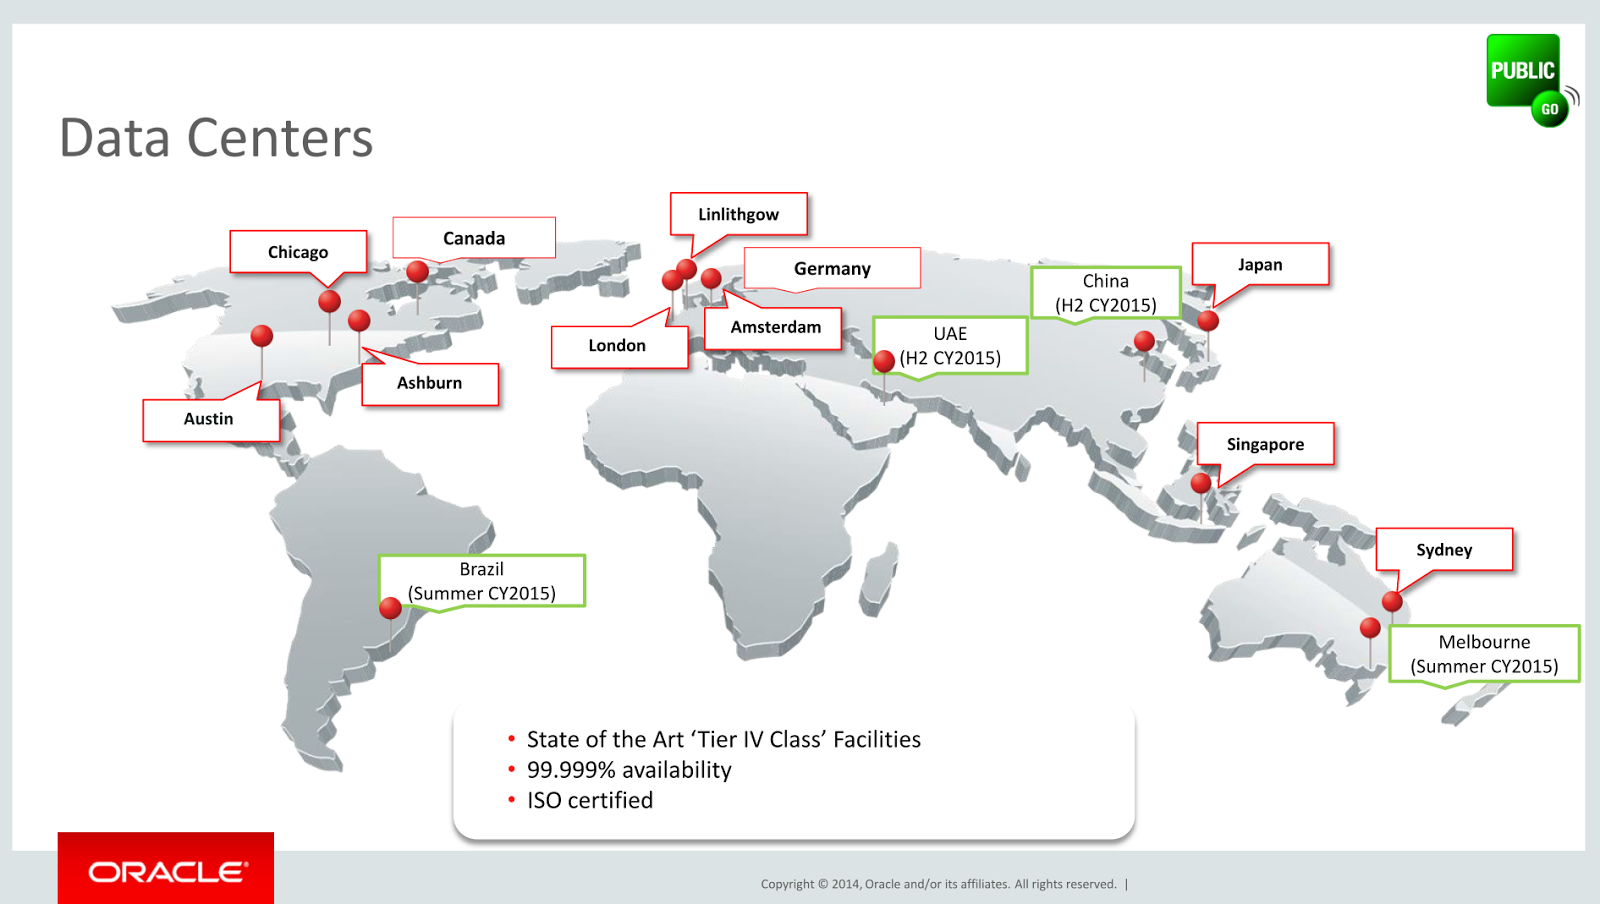 PUBLIC
GO
Data Centers
Linlithgow
Canada
Chicago
Germany
Japan
China
(H2 CY2015)
Amsterdam
UAE
(H2 CY2015)
London
Ashburn
Austin
Singapore
Sydney
Brazil
(Summer CY2015)
Melbourne
(Summer CY2015)
• State of the Art ‘Tier IV Class’ Facilities
• 99.999% availability
• ISO certified
ORACLE®
Copyright © 2014, Oracle and/or its affiliates. All rights reserved. |